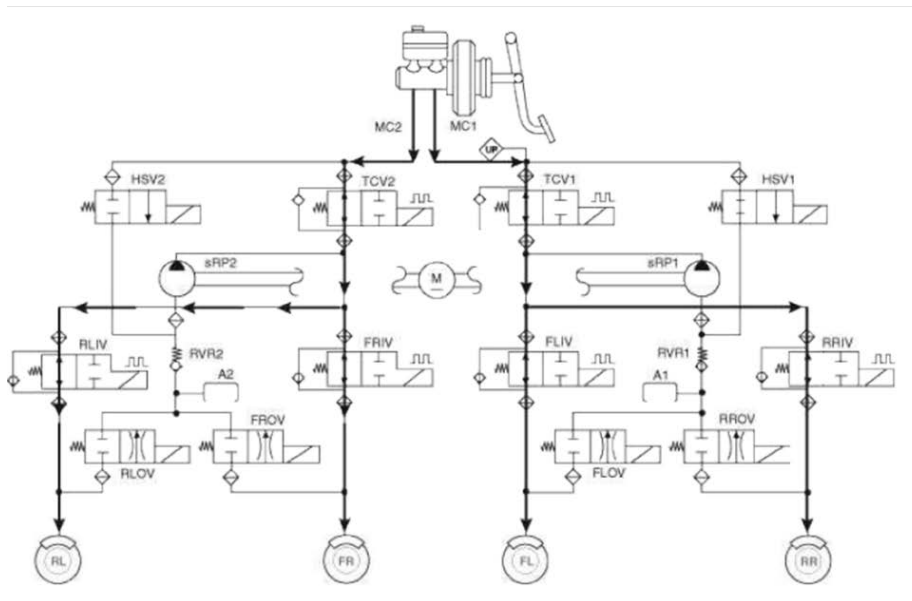 MC2 MC1
UP
HSV2 TCV2 TCV1 HSV1
sRP2 M sRP1
RLIV RVR2 FRIV FLIV RVR1 RRIV
A2 A1
FROV RROV
RLOV FLOV
RL FR FL RR